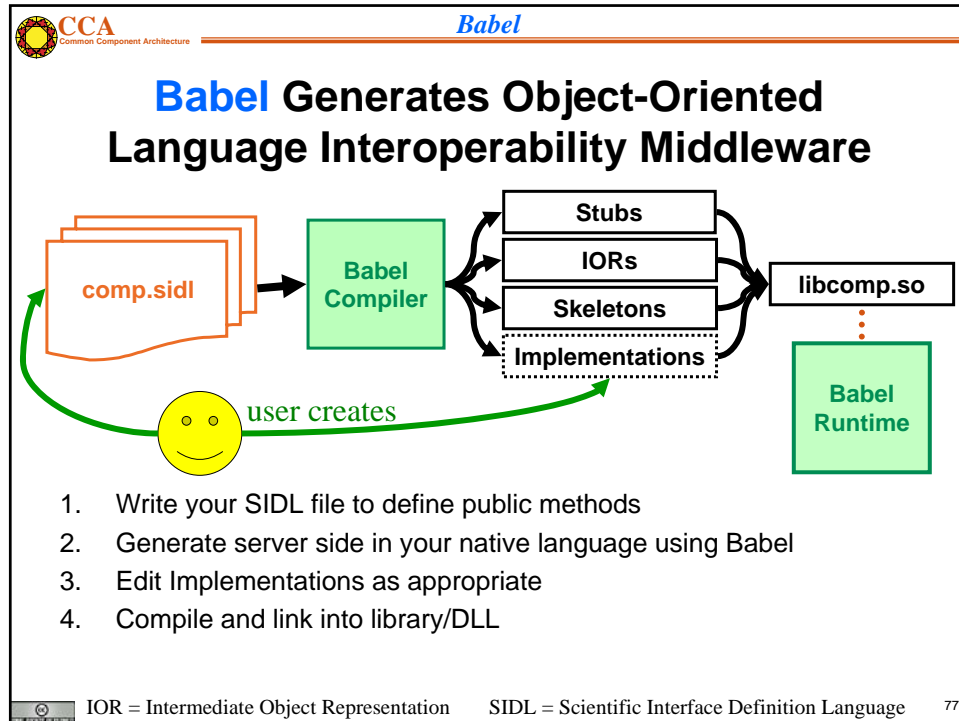 CCA
Common Component Architecture
Babel
Babel Generates Object-Oriented
Language Interoperability Middleware
comp.sidl
Babel
Compiler
Stubs
IORs
Skeletons
Implementations
libcomp.so
Babel
Runtime
user creates
1. Write your SIDL file to define public methods
2. Generate server side in your native language using Babel
3. Edit Implementations as appropriate
4. Compile and link into library/DLL
IOR = Intermediate Object Representation SIDL = Scientific Interface Definition Language 77